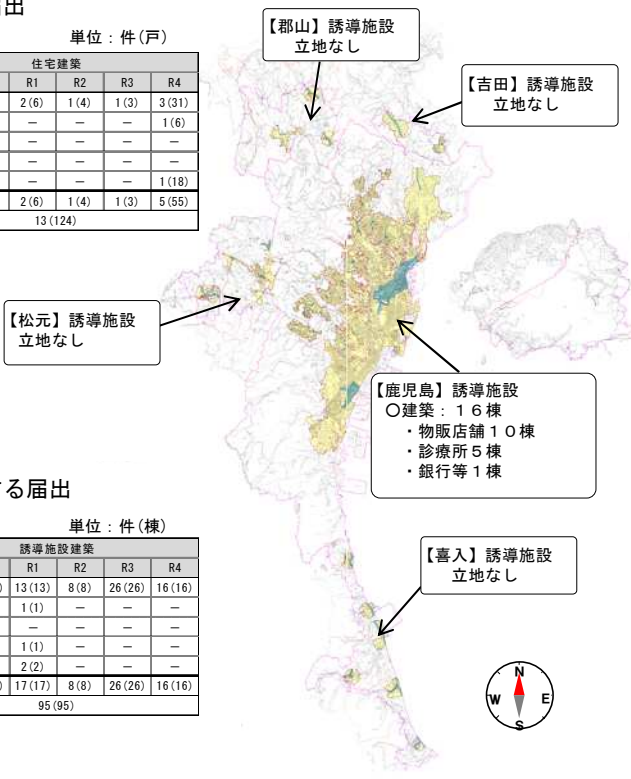 届出
単位：件(戸)
住宅建築
R1 R2 R3 R4
2(6) 1(4) 1(3) 3(31)
－ － － 1(6)
－ － － －
－ － － 1(18)
2(6) 1(4) 1(3) 5(55)
13(124)
【郡山】誘導施設
立地なし
【吉田】誘導施設
立地なし
【松元】誘導施設
立地なし
【鹿児島】誘導施設
○建築：１６棟
・物販店舗１０棟
・診療所５棟
・銀行等１棟
する届出
単位：件(棟)
誘導施設建築
R1 R2 R3 R4
) 13(13) 8(8) 26(26) 16(16)
1(1) － － －
－ － － －
1(1) － － －
2(2) － － －
) 17(17) 8(8) 26(26) 16(16)
95(95)
【喜入】誘導施設
立地なし
N
W E
S